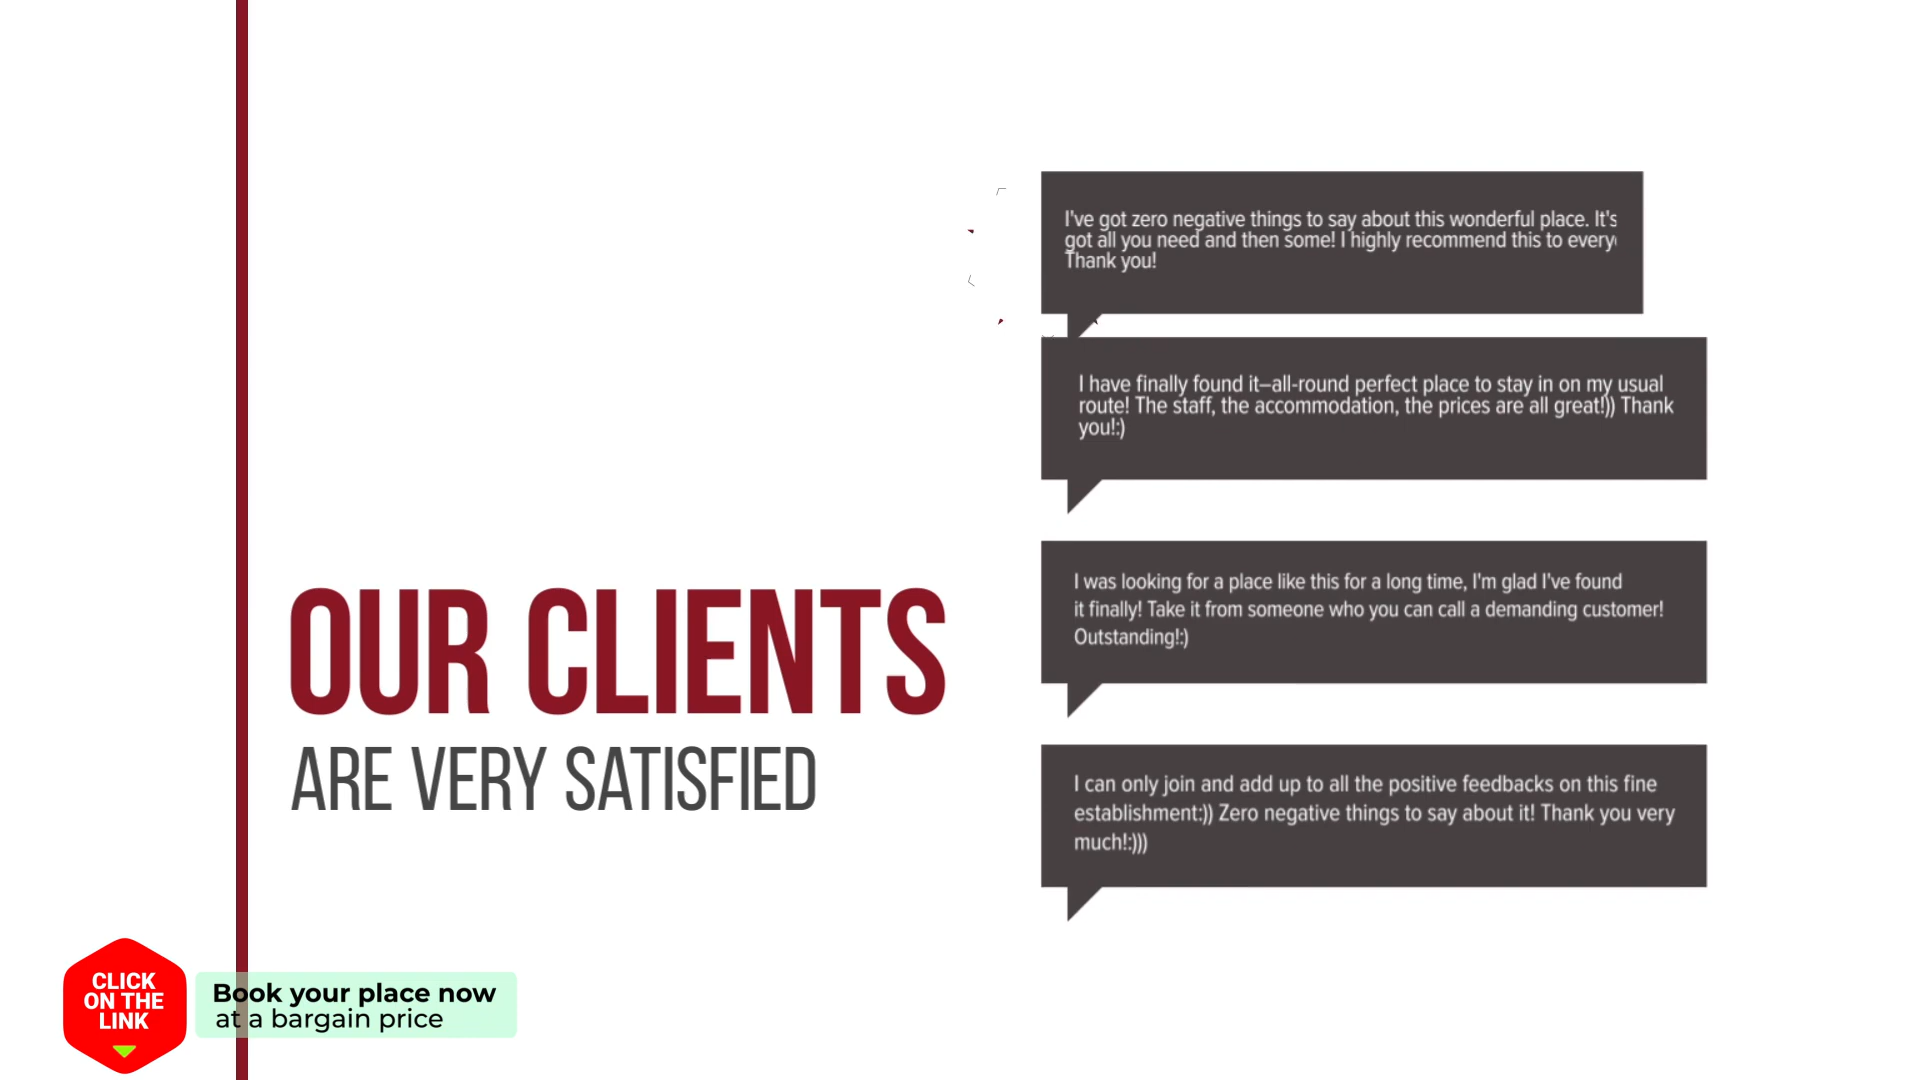 OUR CLIENTS
ARE VERY SATISFIED
I've got zero negative things to say about this wonderful place. It's
got all you need and then some! I highly recommend this to every
Thank you!
I have finally found it–all-round perfect place to stay in on my usual
route! The staff, the accommodation, the prices are all great!)) Thank
you!:)
I was looking for a place like this for a long time, I'm glad I've found
it finally! Take it from someone who you can call a demanding customer!
Outstanding!:)
I can only join and add up to all the positive feedbacks on this fine
establishment:)) Zero negative things to say about it! Thank you very
much!:)))
CLICK
ON THE
LINK
Book your place now
at a bargain price